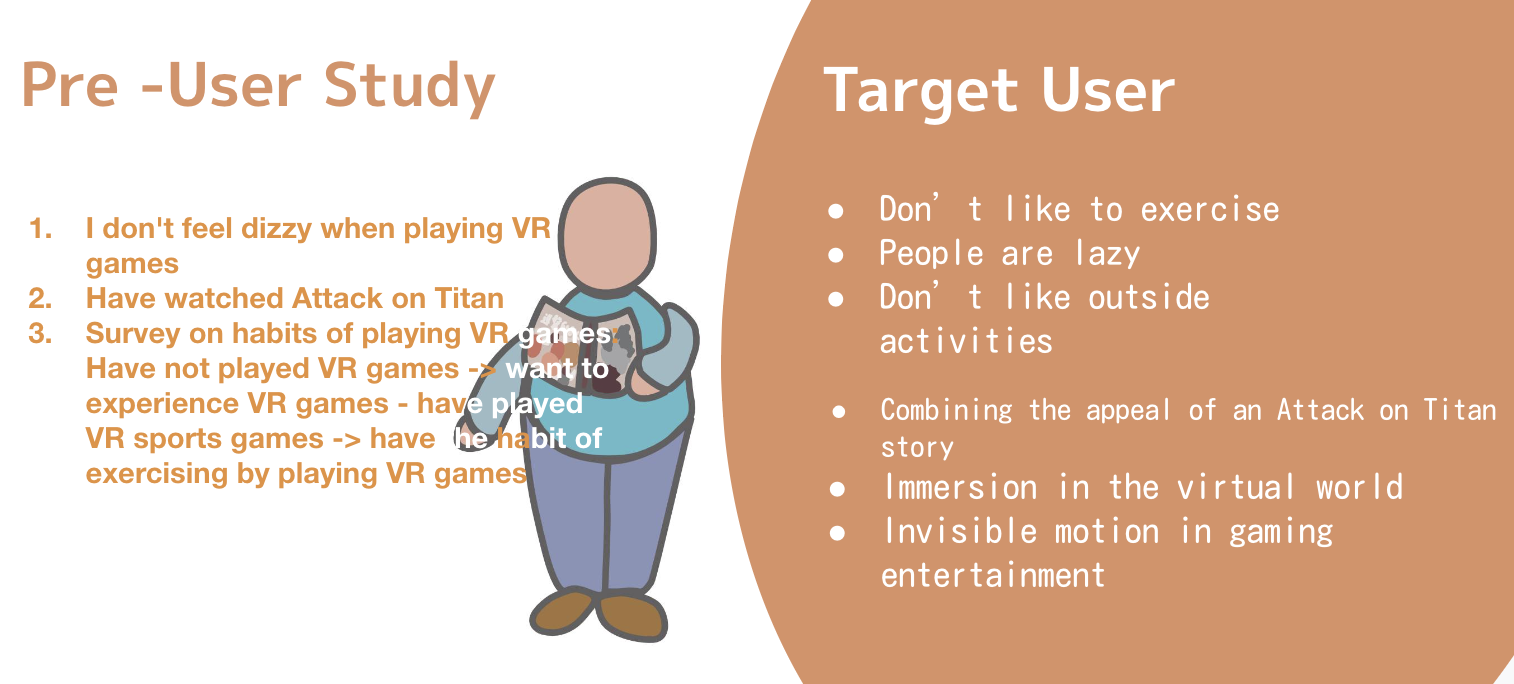 Pre -User Study
1. I don't feel dizzy when playing VR
games
2. Have watched Attack on Titan
3. Survey on habits of playing VR games:
Have not played VR games -> want to
experience VR games - have played
VR sports games -> have the habit of
exercising by playing VR games
Target User
● Don’t like to exercise
● People are lazy
● Don’t like outside
activities
● Combining the appeal of an Attack on Titan
story
● Immersion in the virtual world
● Invisible motion in gaming
entertainment